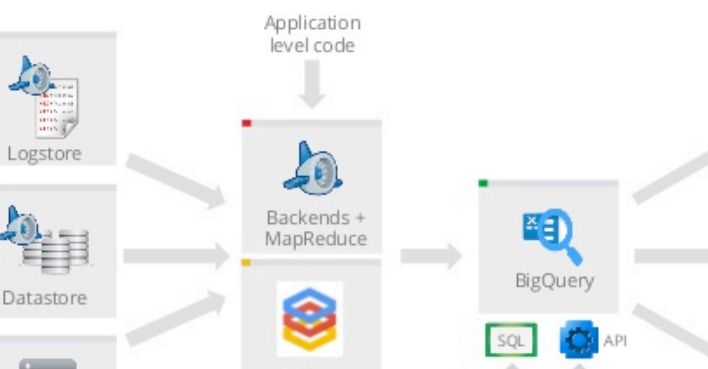 Application
level code
Logstore
Backends +
MapReduce
Datastore
BigQuery
SQL
API